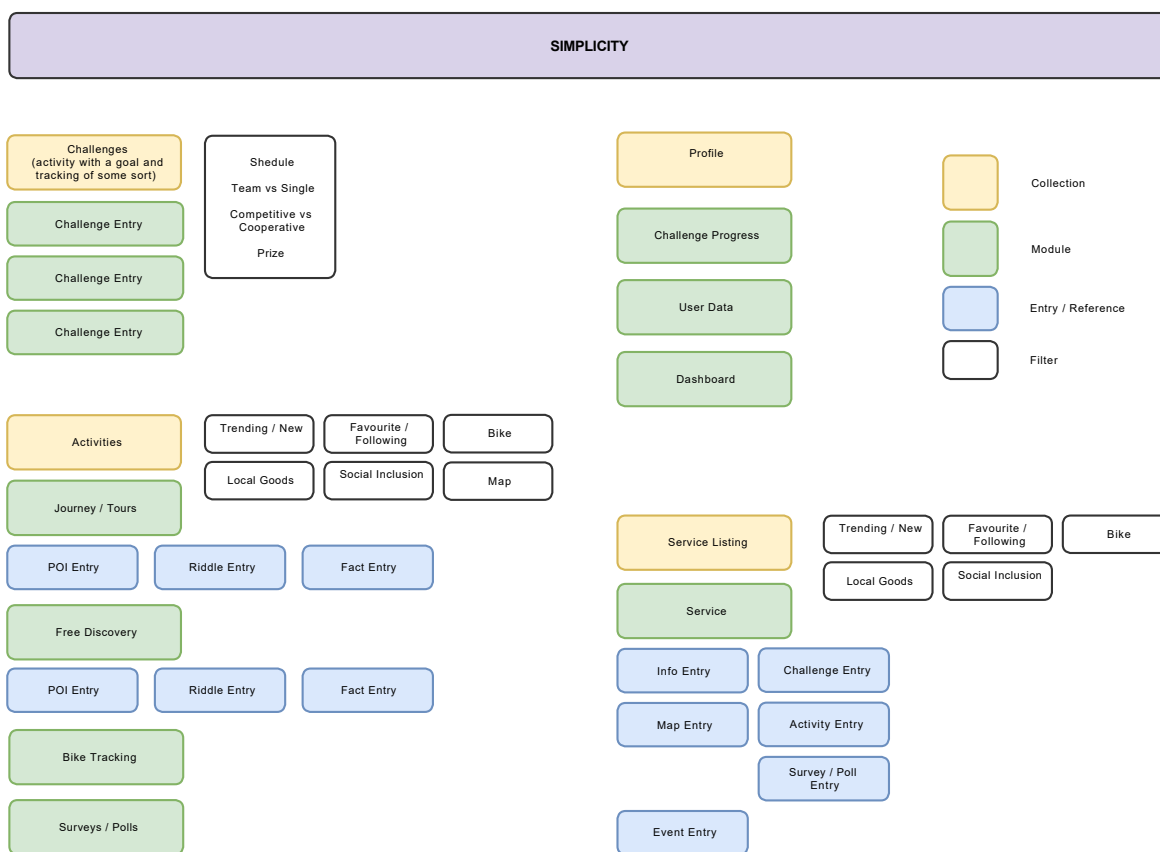 SIMPLICITY
Challenges
(activity with a goal and
tracking of some sort)
Challenge Entry
Challenge Entry
Challenge Entry
Shedule
Team vs Single
Competitive vs
Cooperative
Prize
Profile
Challenge Progress
User Data
Dashboard
Collection
Module
Entry / Reference
Filter
Activities
Trending / New
Favourite /
Following
Bike
Local Goods
Social Inclusion
Map
Journey / Tours
POI Entry
Riddle Entry
Fact Entry
Free Discovery
POI Entry
Riddle Entry
Fact Entry
Bike Tracking
Surveys / Polls
Service Listing
Trending / New
Favourite /
Following
Bike
Local Goods
Social Inclusion
Service
Info Entry
Challenge Entry
Map Entry
Activity Entry
Survey / Poll
Entry
Event Entry